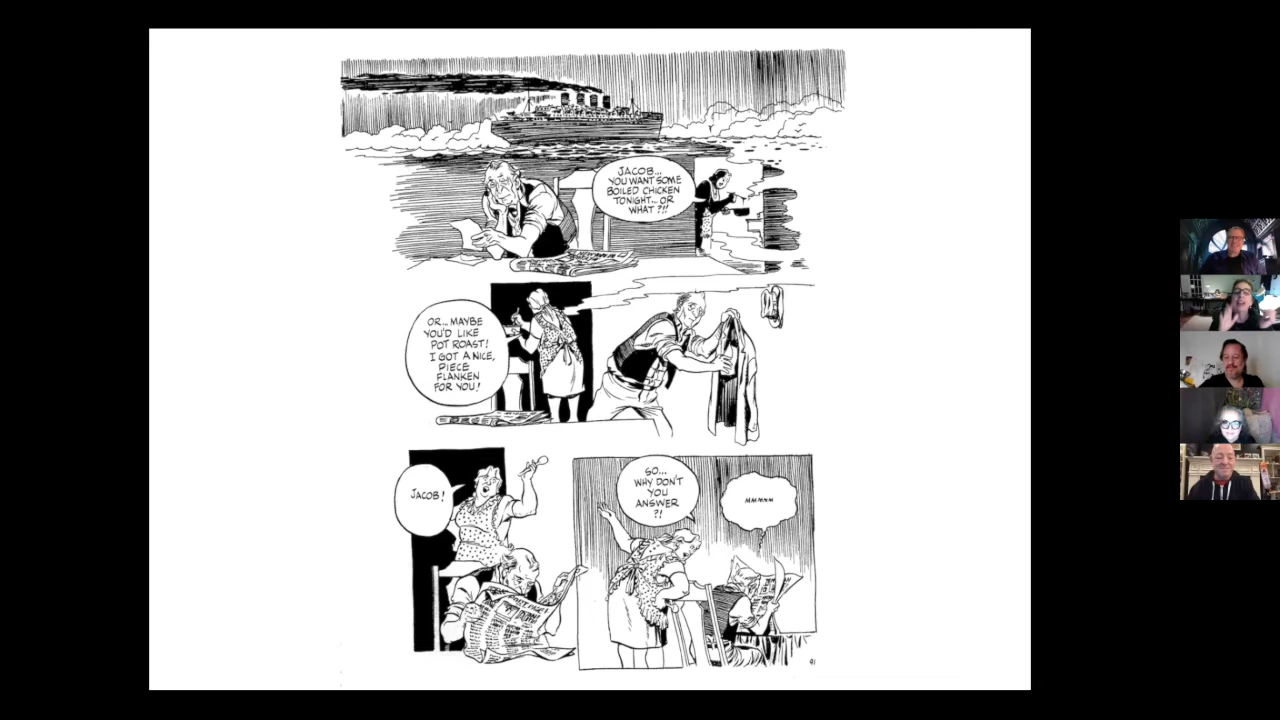 JACOB...
YOU WANT SOME
BOILED CHICKEN
TONIGHT... OR
WHAT ?!!
OR... MAYBE
YOU'D LIKE
POT ROAST!
I GOT A NICE,
PIECE
FLANKEN
FOR YOU!
JACOB!
SO...
WHY DON'T
YOU
ANSWER
?!
MMMMM
91